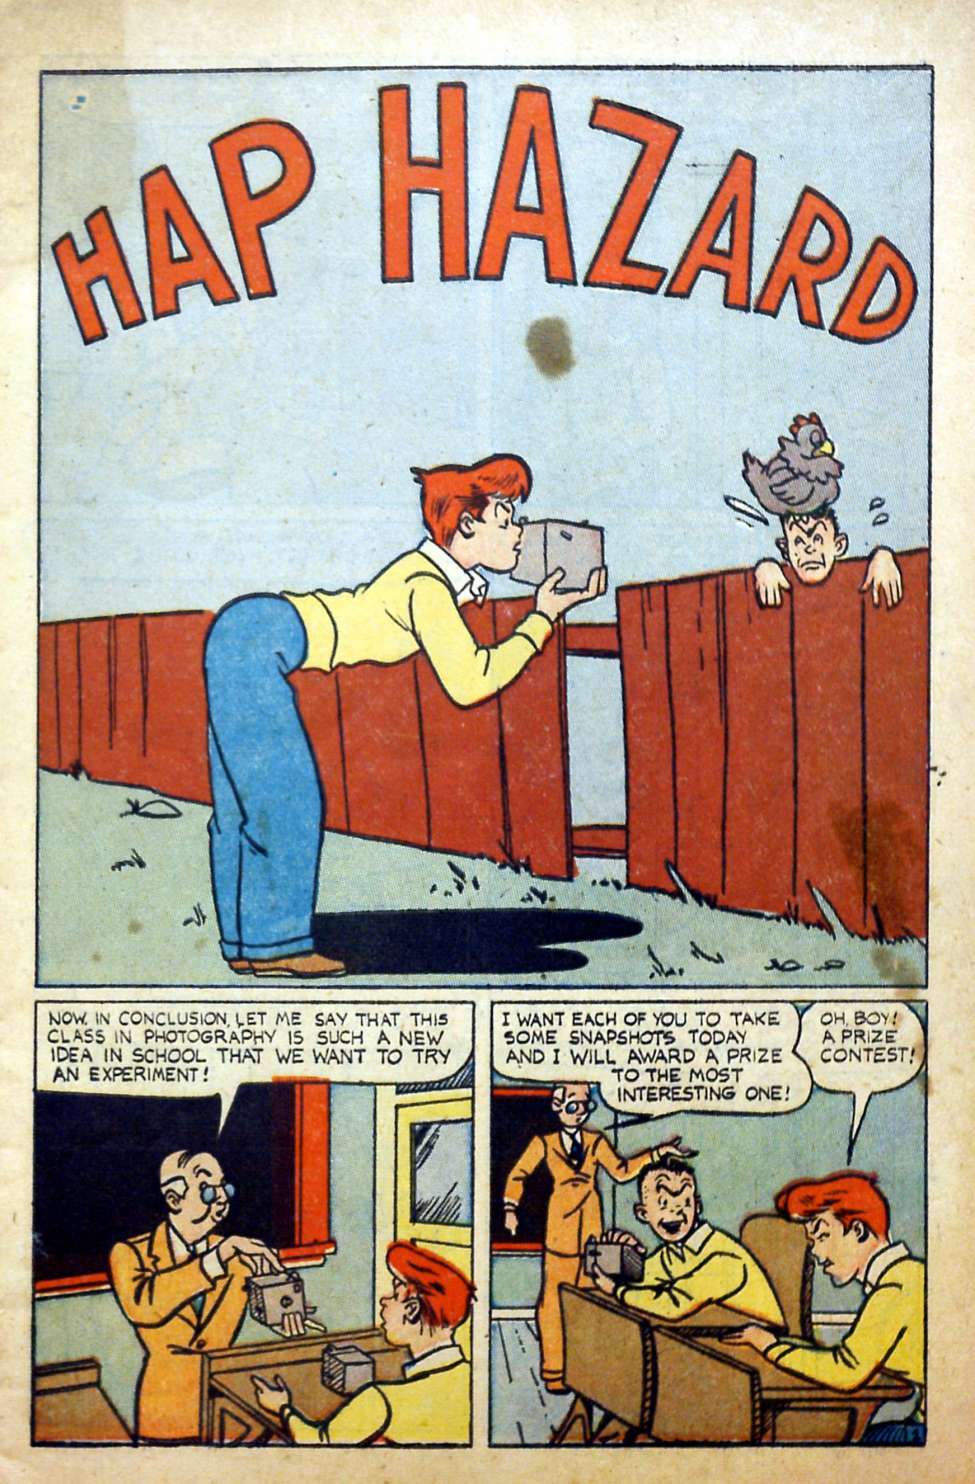 HAP HAZARD
NOW, IN CONCLUSION, LET ME SAY THAT THIS
CLASS IN PHOTOGRAPHY IS SUCH A NEW
IDEA IN SCHOOL THAT WE WANT TO TRY
AN EXPERIMENT!
I WANT EACH OF YOU TO TAKE
SOME SNAPSHOTS TODAY
AND I WILL AWARD A PRIZE
TO THE MOST
INTERESTING ONE!
OH, BOY!
A PRIZE
CONTEST!